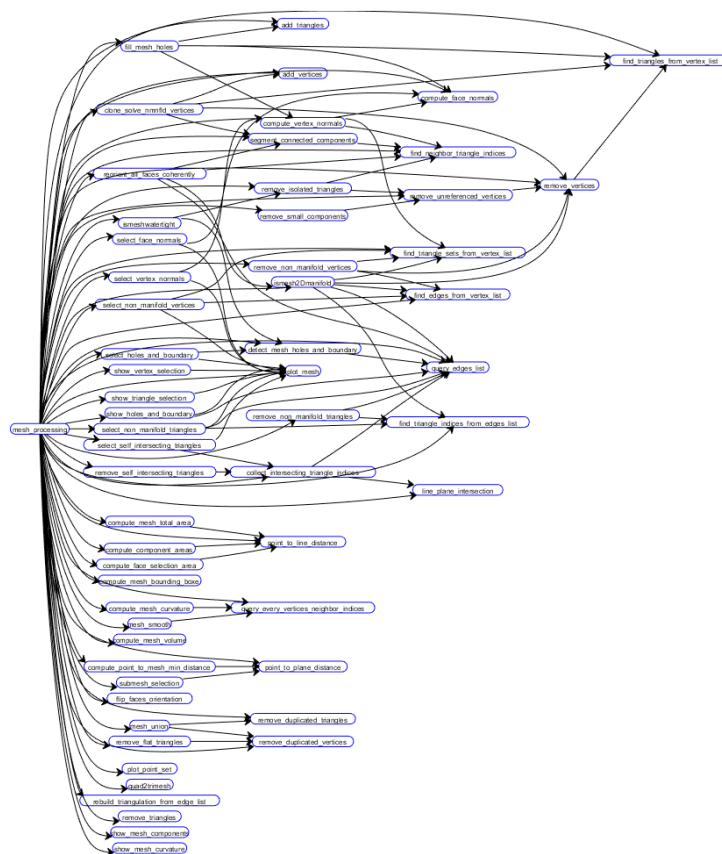 add_triangles
fill_mesh_holes
find_triangles_from_vertex_list
add_vertices
compute_face_normals
clone_solve_nmnfld_vertices
compute_vertex_normals
segment_connected_components
find_neighbor_triangle_indices
reorient_all_faces_coherently
remove_vertices
remove_isolated_triangles
remove_unreferenced_vertices
remove_small_components
ismeshwatertight
select_face_normals
find_triangle_sets_from_vertex_list
remove_non_manifold_vertices
select_vertex_normals
ismesh2Dmanifold
find_edges_from_vertex_list
select_non_manifold_vertices
detect_mesh_holes_and_boundary
select_holes_and_boundary
query_edges_list
show_vertex_selection
plot_mesh
show_triangle_selection
show_holes_and_boundary
remove_non_manifold_triangles
find_triangle_indices_from_edges_list
mesh_processing
select_non_manifold_triangles
select_self_intersecting_triangles
remove_self_intersecting_triangles
collect_intersecting_triangle_indices
line_plane_intersection
compute_mesh_total_area
point_to_line_distance
compute_component_areas
compute_face_selection_area
compute_mesh_bounding_boxe
compute_mesh_curvature
query_every_vertices_neighbor_indices
mesh_smooth
compute_mesh_volume
compute_point_to_mesh_min_distance
point_to_plane_distance
submesh_selection
flip_faces_orientation
remove_duplicated_triangles
mesh_union
remove_flat_triangles
remove_duplicated_vertices
plot_point_set
quad2trimesh
rebuild_triangulation_from_edge_list
remove_triangles
show_mesh_components
show_mesh_curvature